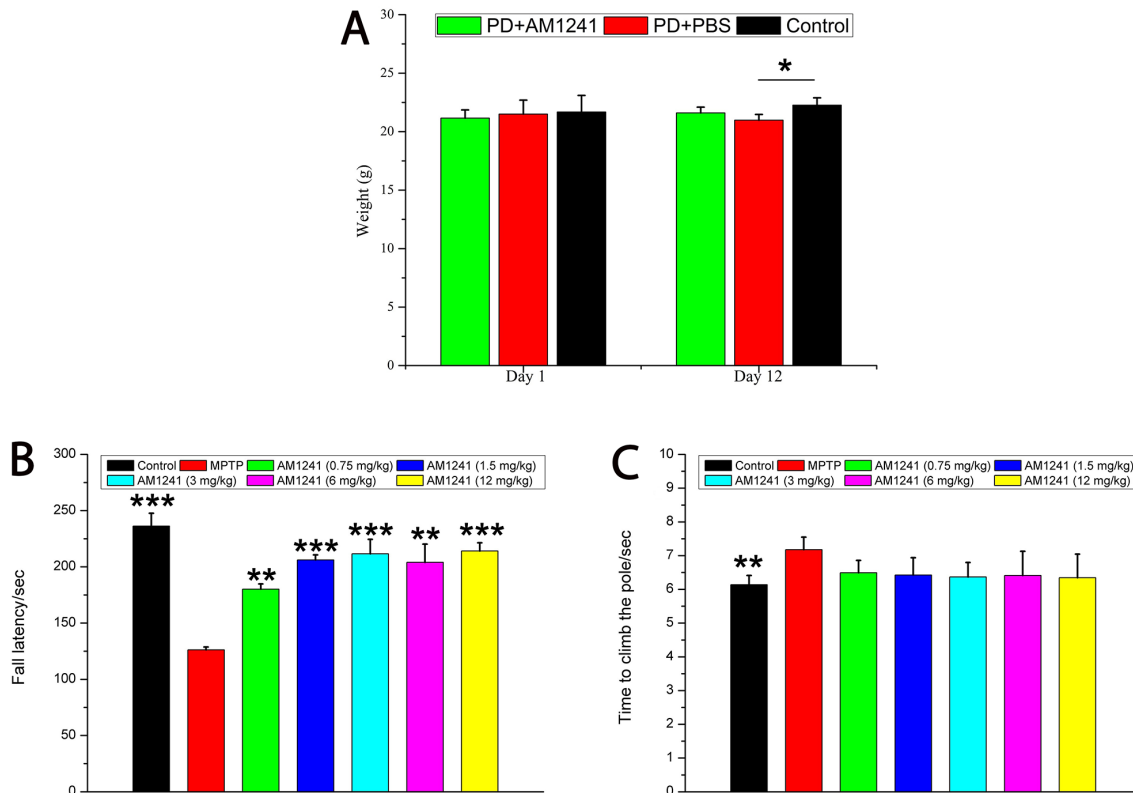 A
PD+AM1241 PD+PBS Control
30
25
20
15
10
5
0
Weight (g)
*
Day 1 Day 12
B
Control MPTP AM1241 (0.75 mg/kg) AM1241 (1.5 mg/kg)
AM1241 (3 mg/kg) AM1241 (6 mg/kg) AM1241 (12 mg/kg)
300
250
200
150
100
50
0
Fall latency/sec
*** ** *** *** ** ***
C
Control MPTP AM1241 (0.75 mg/kg) AM1241 (1.5 mg/kg)
AM1241 (3 mg/kg) AM1241 (6 mg/kg) AM1241 (12 mg/kg)
10
9
8
7
6
5
4
3
2
1
0
Time to climb the pole/sec
**